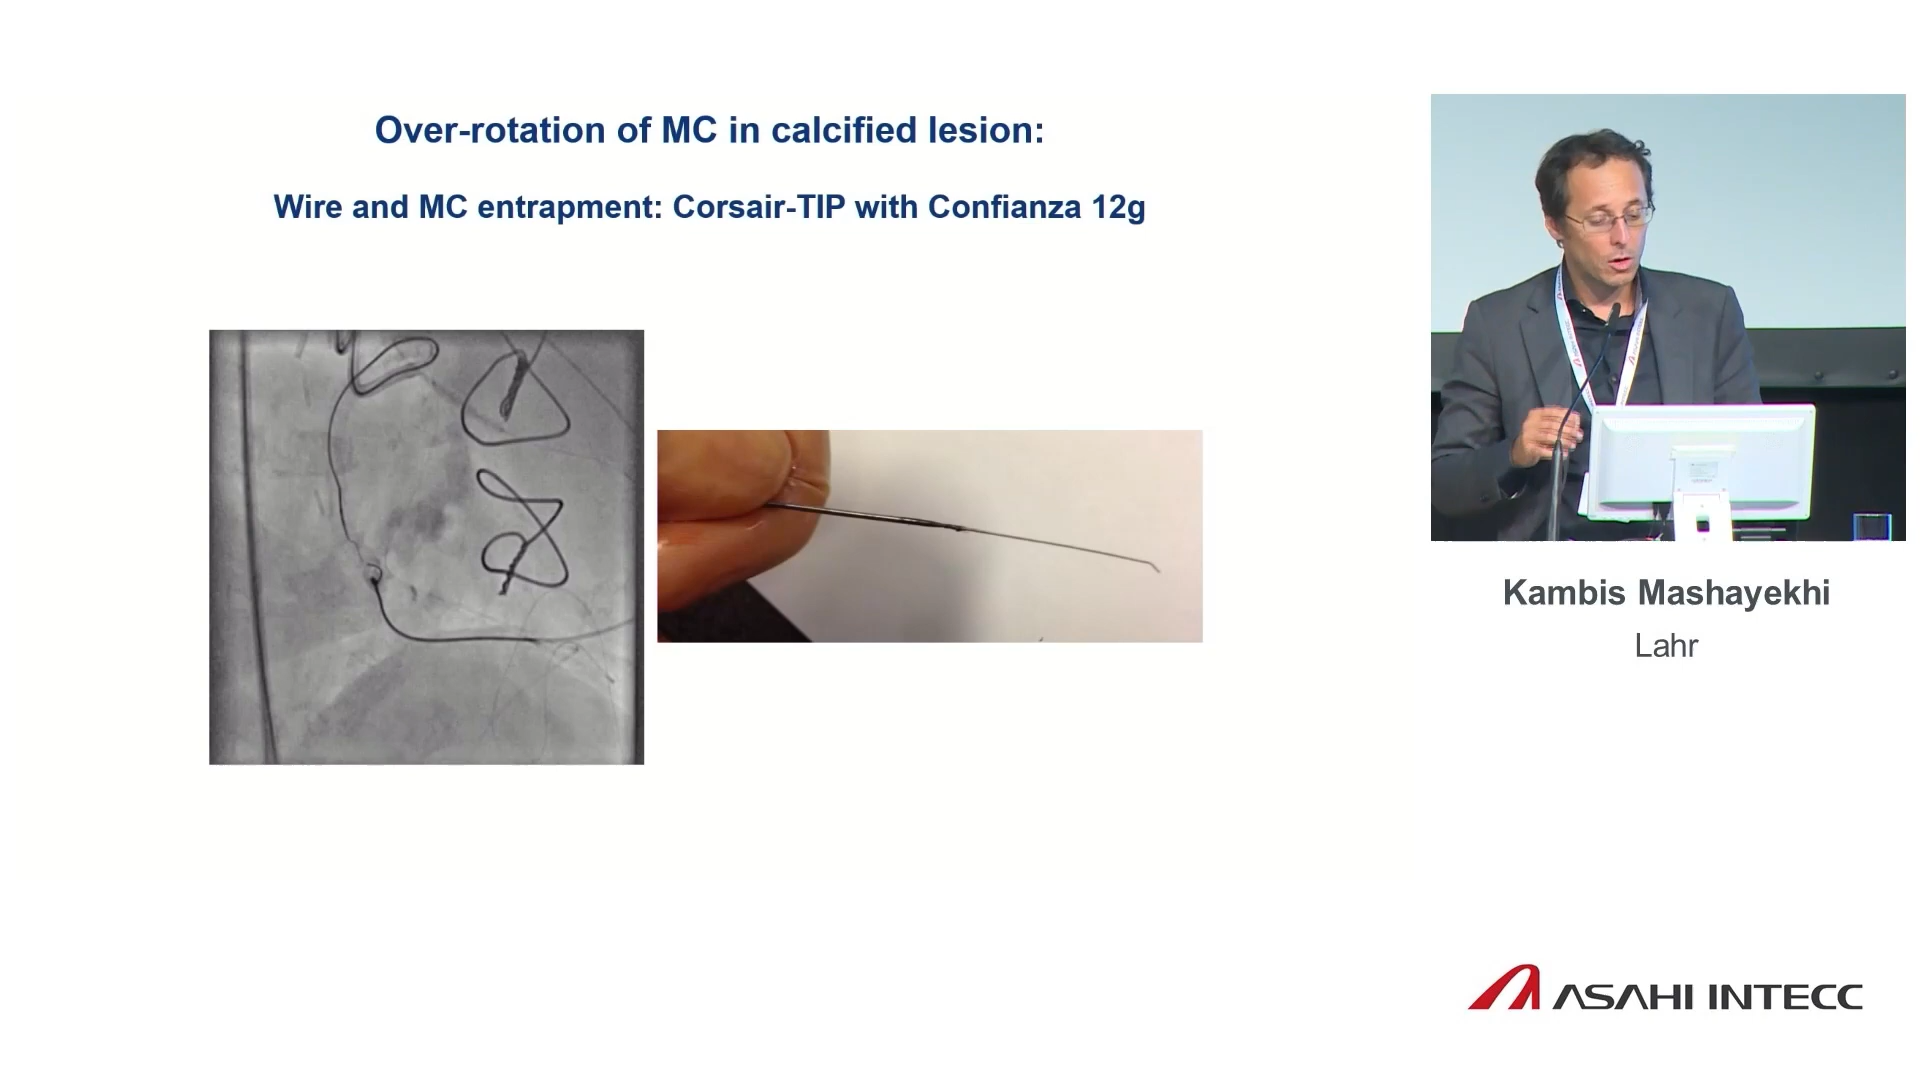 Over-rotation of MC in calcified lesion:
Wire and MC entrapment: Corsair-TIP with Confianza 12g
Kambis Mashayekhi
Lahr
ASAHI INTECC